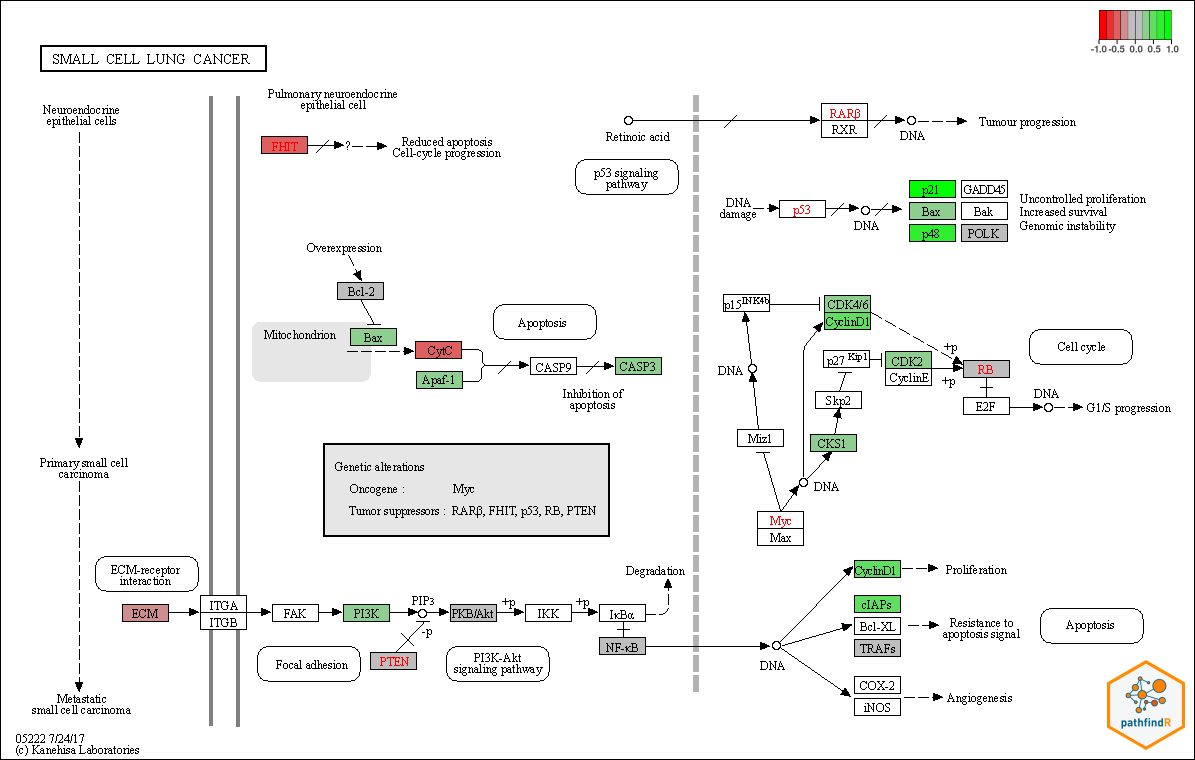 -1.0 -0.5 0.0 0.5 1.0
SMALL CELL LUNG CANCER
Neuroendocrine
epithelial cells
Pulmonary neuroendocrine
epithelial cell
FHIT
?
Reduced apoptosis
Cell-cycle progression
Retinoic acid
RARβ
RXR
DNA
Tumour progression
p53 signaling
pathway
DNA
damage
p53
DNA
p21
GADD45
Bax
Bak
p48
POLK
Uncontrolled proliferation
Increased survival
Genomic instability
Overexpression
Bcl-2
Mitochondrion
Bax
Apoptosis
CytC
Apaf-1
CASP9
CASP3
Inhibition of
apoptosis
p15INK4b
CDK4/6
CyclinD1
Cell cycle
DNA
p27 Kip1
CDK2
CyclinE
+p
+p
RB
Skp2
E2F
DNA
G1/S progression
Miz1
CKS1
DNA
Myc
Max
Primary small cell
carcinoma
Genetic alterations
Oncogene : Myc
Tumor suppressors : RARβ, FHIT, p53, RB, PTEN
ECM-receptor
interaction
ECM
ITGA
ITGB
FAK
PI3K
PIP3
-p
PTEN
PKB/Akt
+p
IKK
+p
IκBα
Degradation
NF-κB
Focal adhesion
PI3K-Akt
signaling pathway
DNA
CyclinD1
Proliferation
cIAPs
Bcl-XL
TRAFs
Resistance to
apoptosis signal
Apoptosis
COX-2
iNOS
Angiogenesis
Metastatic
small cell carcinoma
05222 7/24/17
(c) Kanehisa Laboratories
pathfindR